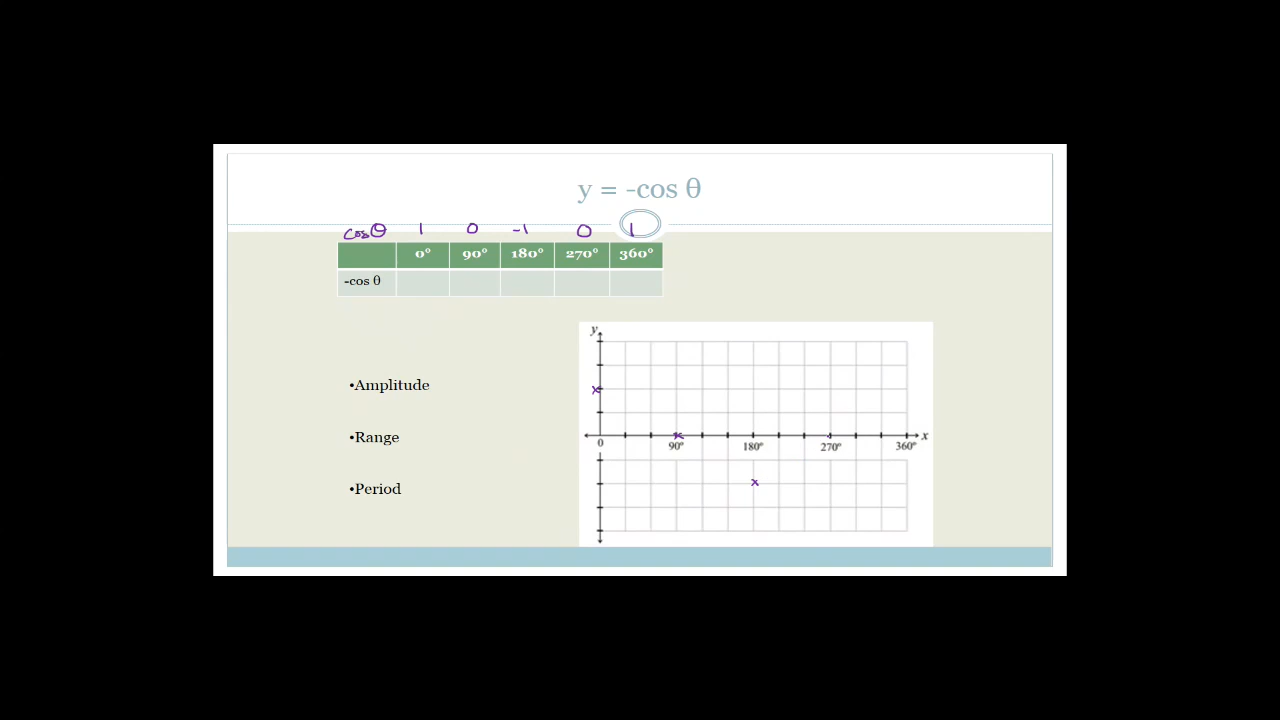 y = -cos θ
cos θ 1 0 -1 0 1
0° 90° 180° 270° 360°
-cos θ
•Amplitude
•Range
•Period
y
x
0 90° 180° 270° 360°